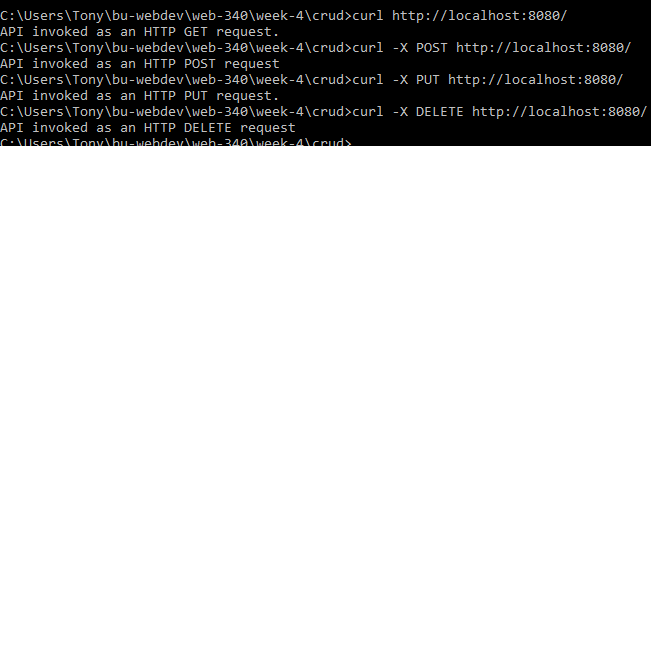 C:\Users\Tony\bu-webdev\web-340\week-4\crud>curl http://localhost:8080/
API invoked as an HTTP GET request.
C:\Users\Tony\bu-webdev\web-340\week-4\crud>curl -X POST http://localhost:8080/
API invoked as an HTTP POST request
C:\Users\Tony\bu-webdev\web-340\week-4\crud>curl -X PUT http://localhost:8080/
API invoked as an HTTP PUT request.
C:\Users\Tony\bu-webdev\web-340\week-4\crud>curl -X DELETE http://localhost:8080/
API invoked as an HTTP DELETE request
C:\Users\Tony\bu-webdev\web-340\week-4\crud>